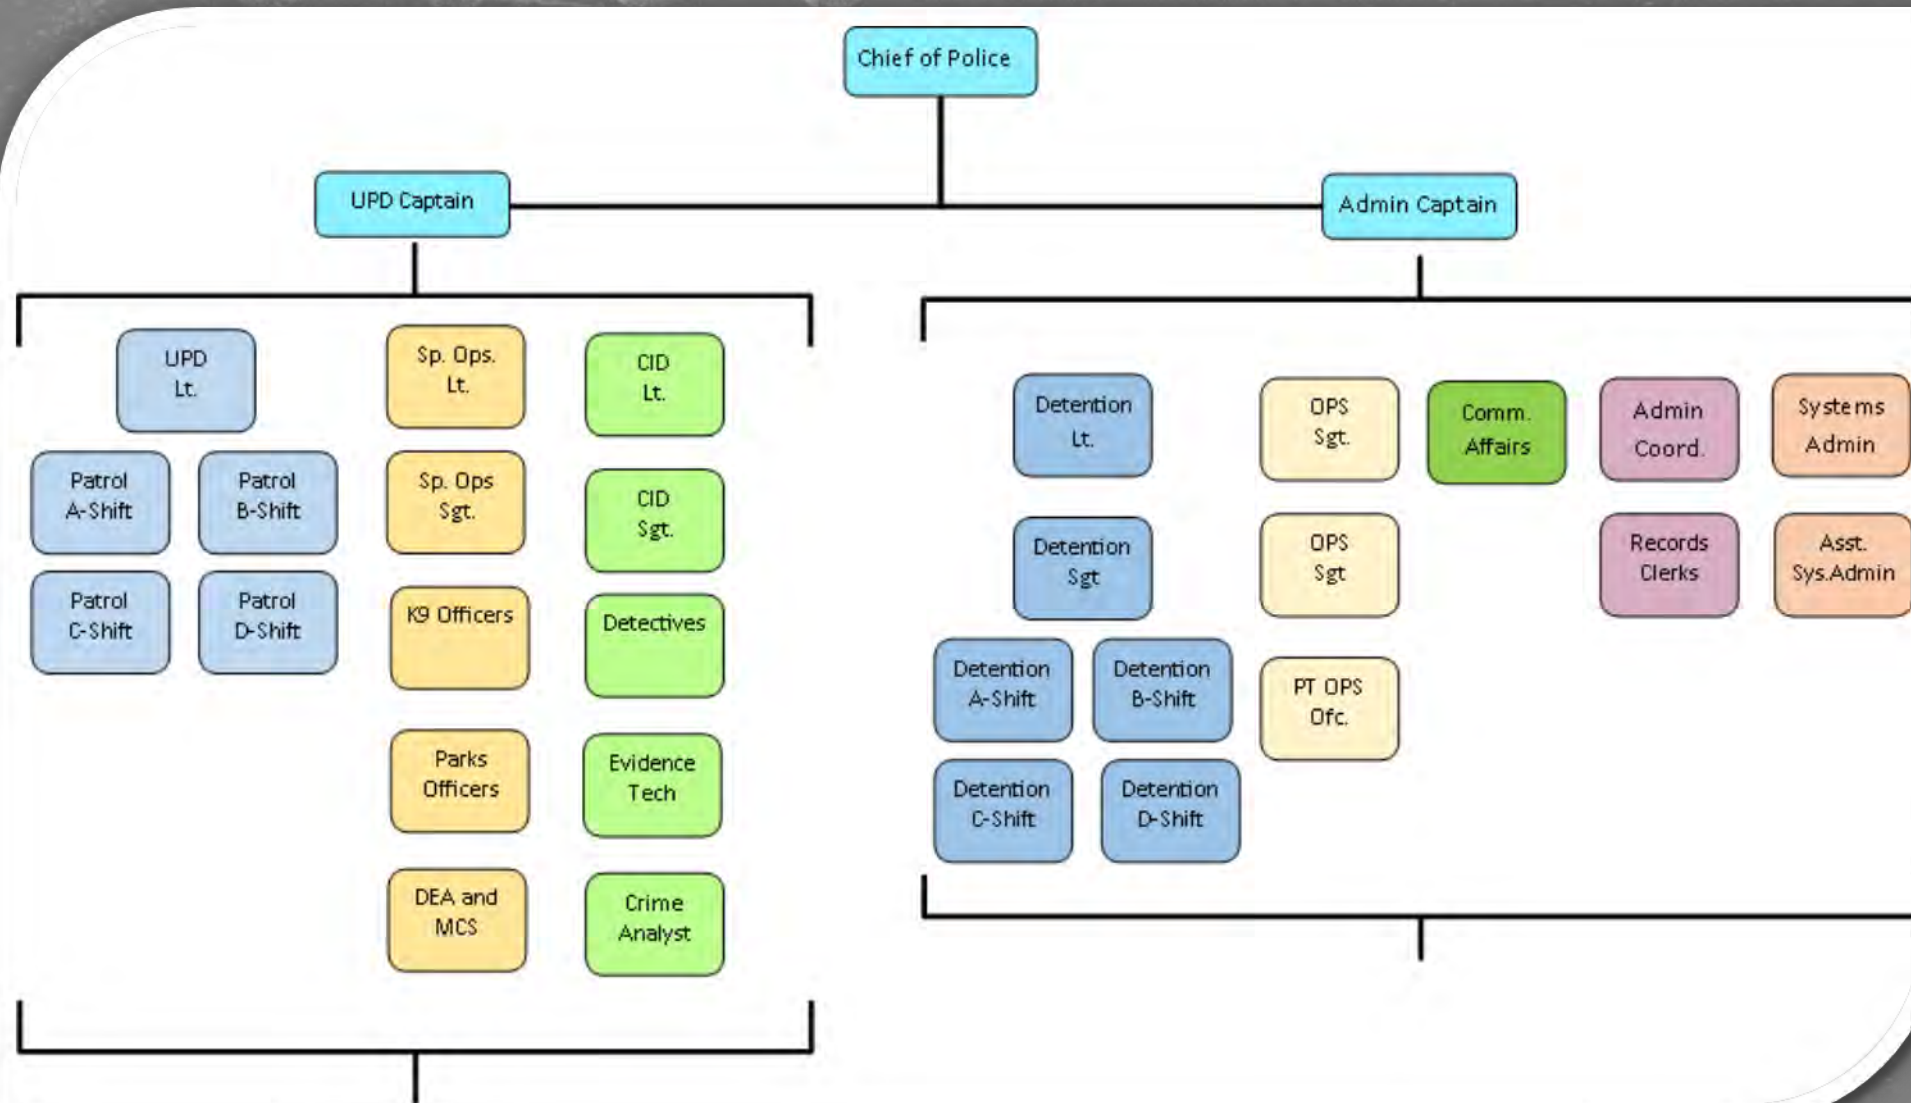 Chief of Police
UPD Captain
Admin Captain
UPD
Lt.
Patrol
A-Shift
Patrol
B-Shift
Patrol
C-Shift
Patrol
D-Shift
Sp. Ops.
Lt.
Sp. Ops
Sgt.
K9 Officers
Parks
Officers
DEA and
MCS
CID
Lt.
CID
Sgt.
Detectives
Evidence
Tech
Crime
Analyst
Detention
Lt.
Detention
Sgt
Detention
A-Shift
Detention
B-Shift
Detention
C-Shift
Detention
D-Shift
OPS
Sgt.
OPS
Sgt
PT OPS
Ofc.
Comm.
Affairs
Admin
Coord.
Records
Clerks
Systems
Admin
Asst.
Sys.Admin